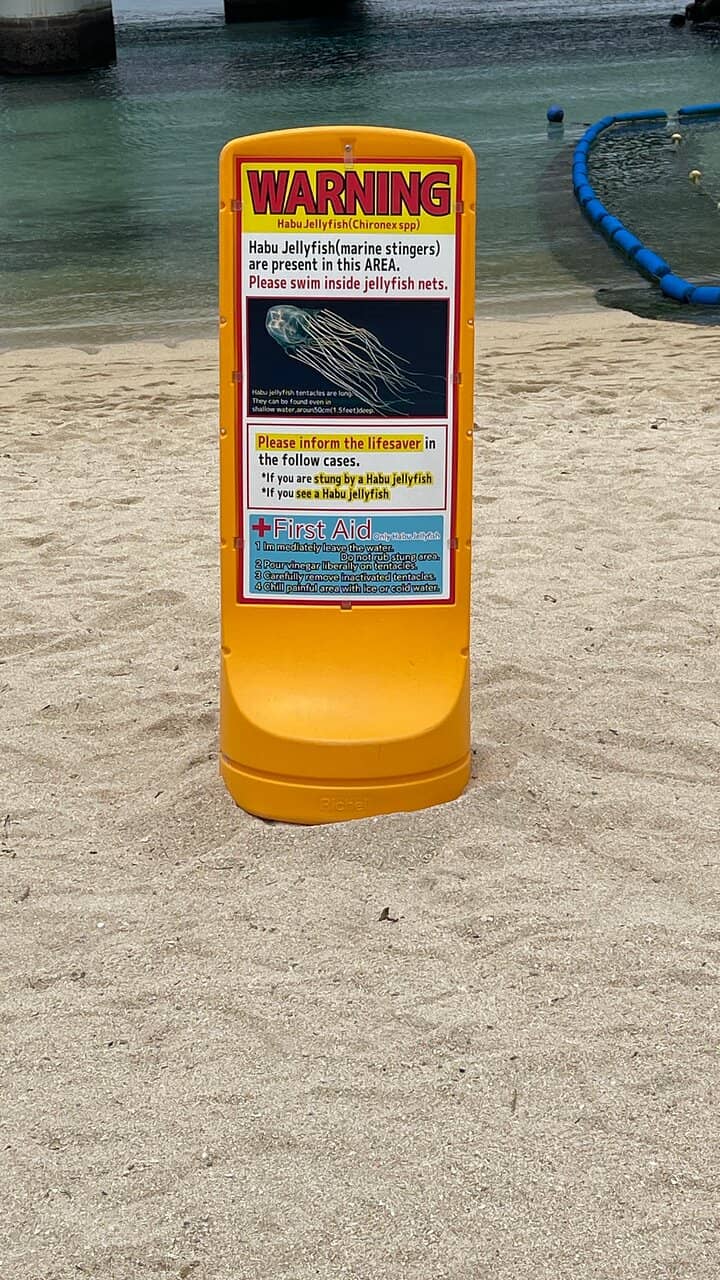 WARNING
Habu Jellyfish(Chironex spp)
Habu Jellyfish(marine stingers)
are present in this AREA.
Please swim inside jellyfish nets.
Habu jellyfish tentacles are long.
They can be found even in
shallow water,aroun50cm(1.5feet)deep.
Please inform the lifesaver in
the follow cases.
*If you are stung by a Habu jellyfish
*If you see a Habu jellyfish
+First Aid Only Habu Jellyfish
1 Im mediately leave the water.
Do not rub stung area.
2 Pour vinegar liberally on tentacles.
3 Carefully remove inactivated tentacles.
4 Chill painful area with ice or cold water.
Richell